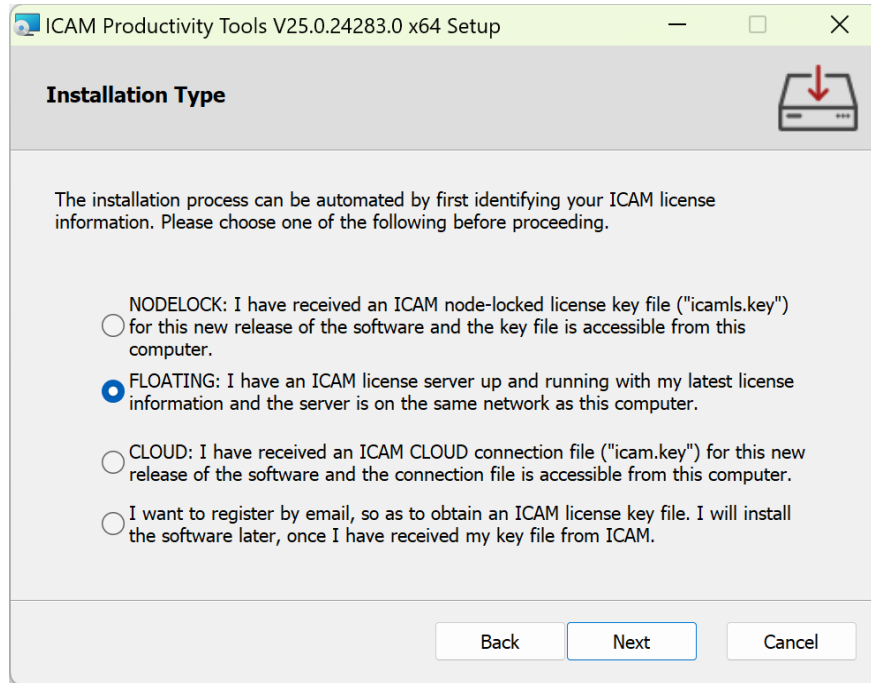 ICAM Productivity Tools V25.0.24283.0 x64 Setup
Installation Type
The installation process can be automated by first identifying your ICAM license
information. Please choose one of the following before proceeding.
NODELOCK: I have received an ICAM node-locked license key file ("icamls.key")
for this new release of the software and the key file is accessible from this
computer.
FLOATING: I have an ICAM license server up and running with my latest license
information and the server is on the same network as this computer.
CLOUD: I have received an ICAM CLOUD connection file ("icam.key") for this new
release of the software and the connection file is accessible from this computer.
I want to register by email, so as to obtain an ICAM license key file. I will install
the software later, once I have received my key file from ICAM.
Back Next Cancel